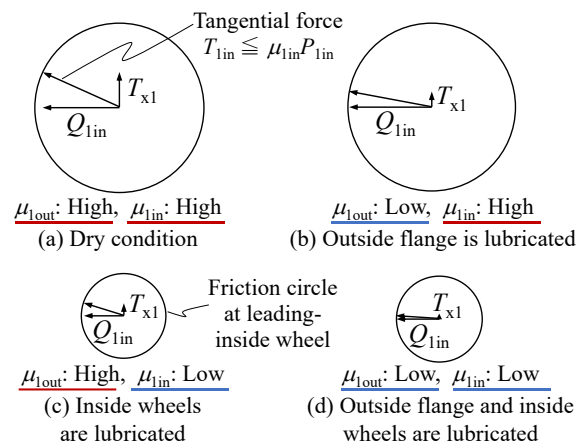 Tangential force
T1in ≦ μ1inP1in
Tx1
Q1in
μ1out: High, μ1in: High
(a) Dry condition
Tx1
Q1in
μ1out: Low, μ1in: High
(b) Outside flange is lubricated
Tx1
Q1in
μ1out: High, μ1in: Low
(c) Inside wheels
are lubricated
Friction circle
at leading-
inside wheel
Tx1
Q1in
μ1out: Low, μ1in: Low
(d) Outside flange and inside
wheels are lubricated